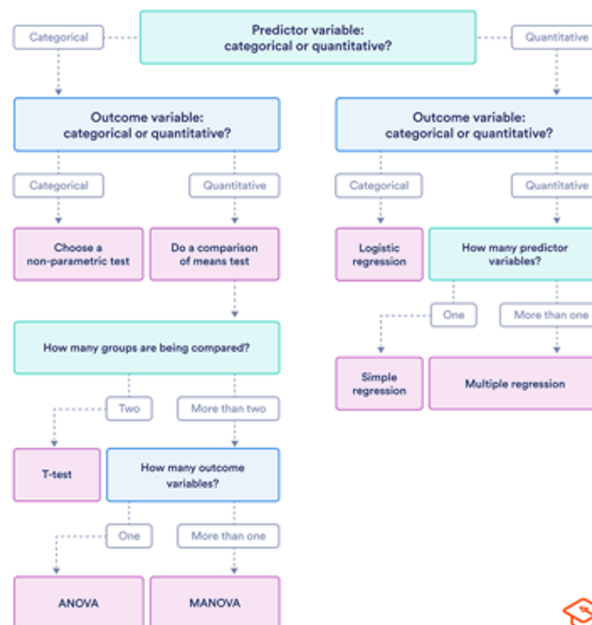 Categorical
Predictor variable:
categorical or quantitative?
Quantitative
Outcome variable:
categorical or quantitative?
Outcome variable:
categorical or quantitative?
Categorical
Quantitative
Categorical
Quantitative
Choose a
non-parametric test
Do a comparison
of means test
Logistic
regression
How many predictor
variables?
One
More than one
How many groups are being compared?
Simple
regression
Multiple regression
Two
More than two
T-test
How many outcome
variables?
One
More than one
ANOVA
MANOVA